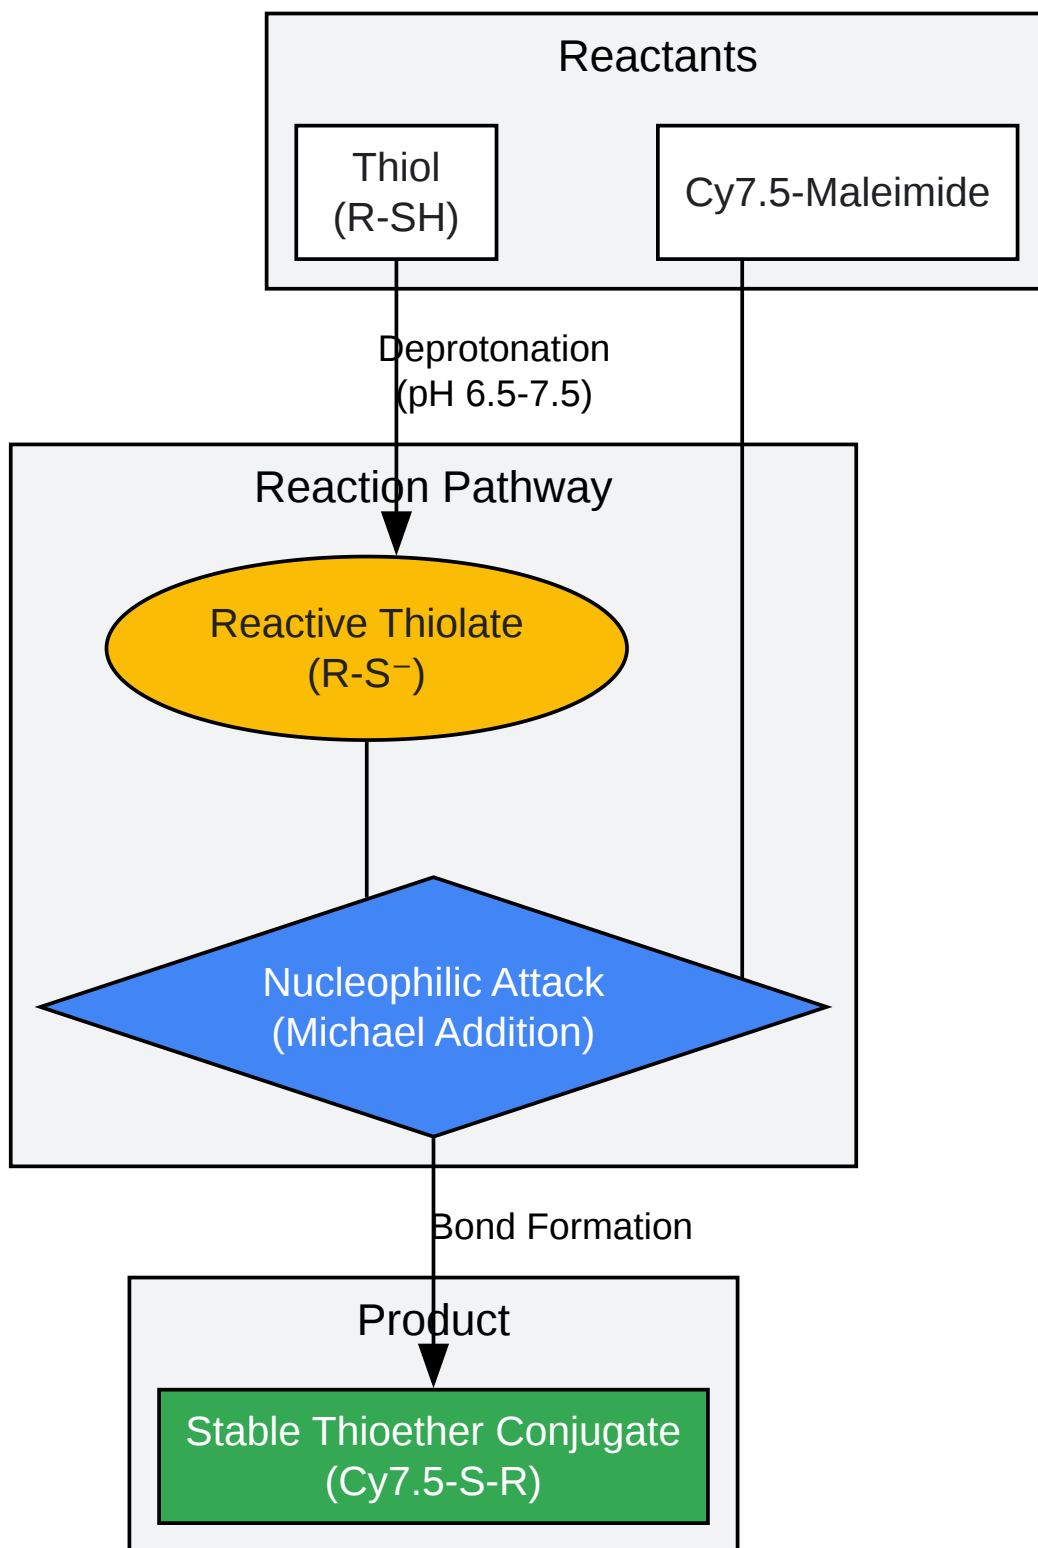 Reactants
Thiol
(R-SH)
Cy7.5-Maleimide
Deprotonation
(pH 6.5-7.5)
Reaction Pathway
Reactive Thiolate
(R-S⁻)
Nucleophilic Attack
(Michael Addition)
Bond Formation
Product
Stable Thioether Conjugate
(Cy7.5-S-R)